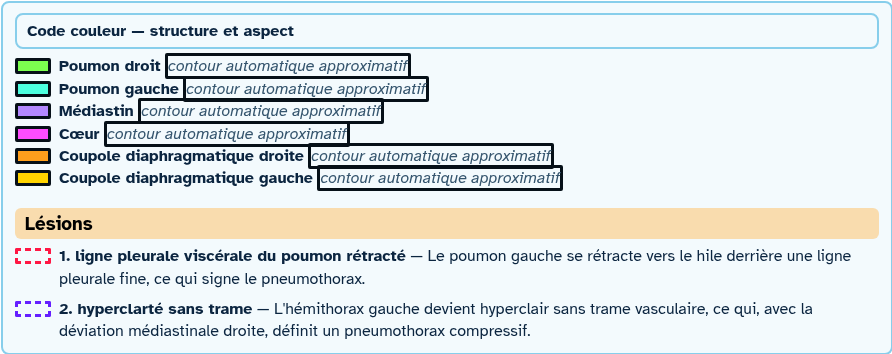 Code couleur — structure et aspect
Poumon droit contour automatique approximatif
Poumon gauche contour automatique approximatif
Médiastin contour automatique approximatif
Cœur contour automatique approximatif
Coupole diaphragmatique droite contour automatique approximatif
Coupole diaphragmatique gauche contour automatique approximatif
Lésions
1. ligne pleurale viscérale du poumon rétracté — Le poumon gauche se rétracte vers le hile derrière une ligne
pleurale fine, ce qui signe le pneumothorax.
2. hyperclarté sans trame — L'hémithorax gauche devient hyperclair sans trame vasculaire, ce qui, avec la
déviation médiastinale droite, définit un pneumothorax compressif.